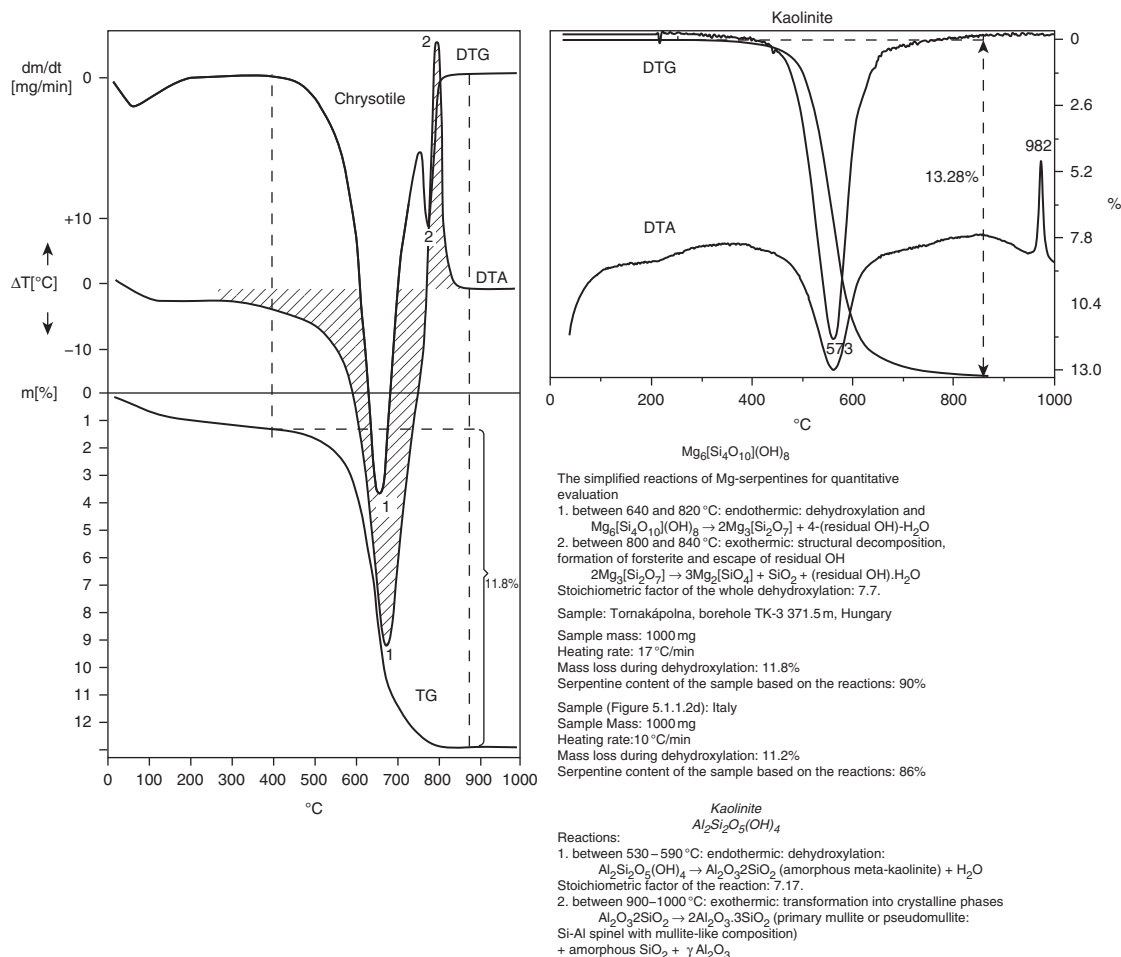 dm/dt
[mg/min]
0
+10
ΔT[°C]
0
−10
m[%]
0
1
2
3
4
5
6
7
8
9
10
11
12
2
DTG
Chrysotile
2
DTA
1
1
11.8%
TG
0 100 200 300 400 500 600 700 800 900 1000
°C
Kaolinite
DTG
DTA
573
982
13.28%
0
2.6
5.2
7.8
10.4
13.0
%
0 200 400 600 800 1000
°C
Mg₆[Si₄O₁₀](OH)₈
The simplified reactions of Mg-serpentines for quantitative
evaluation
1. between 640 and 820 °C: endothermic: dehydroxylation and
Mg₆[Si₄O₁₀](OH)₈ → 2Mg₃[Si₂O₇] + 4-(residual OH)-H₂O
2. between 800 and 840 °C: exothermic: structural decomposition,
formation of forsterite and escape of residual OH
2Mg₃[Si₂O₇] → 3Mg₂[SiO₄] + SiO₂ + (residual OH).H₂O
Stoichiometric factor of the whole dehydroxylation: 7.7.
Sample: Tornakápolna, borehole TK-3 371.5 m, Hungary
Sample mass: 1000 mg
Heating rate: 17 °C/min
Mass loss during dehydroxylation: 11.8%
Serpentine content of the sample based on the reactions: 90%
Sample (Figure 5.1.1.2d): Italy
Sample Mass: 1000 mg
Heating rate:10 °C/min
Mass loss during dehydroxylation: 11.2%
Serpentine content of the sample based on the reactions: 86%
Kaolinite
Al₂Si₂O₅(OH)₄
Reactions:
1. between 530–590 °C: endothermic: dehydroxylation:
Al₂Si₂O₅(OH)₄ → Al₂O₃2SiO₂ (amorphous meta-kaolinite) + H₂O
Stoichiometric factor of the reaction: 7.17.
2. between 900–1000 °C: exothermic: transformation into crystalline phases
Al₂O₃2SiO₂ → 2Al₂O₃.3SiO₂ (primary mullite or pseudomullite:
Si-Al spinel with mullite-like composition)
+ amorphous SiO₂ + γ Al₂O₃